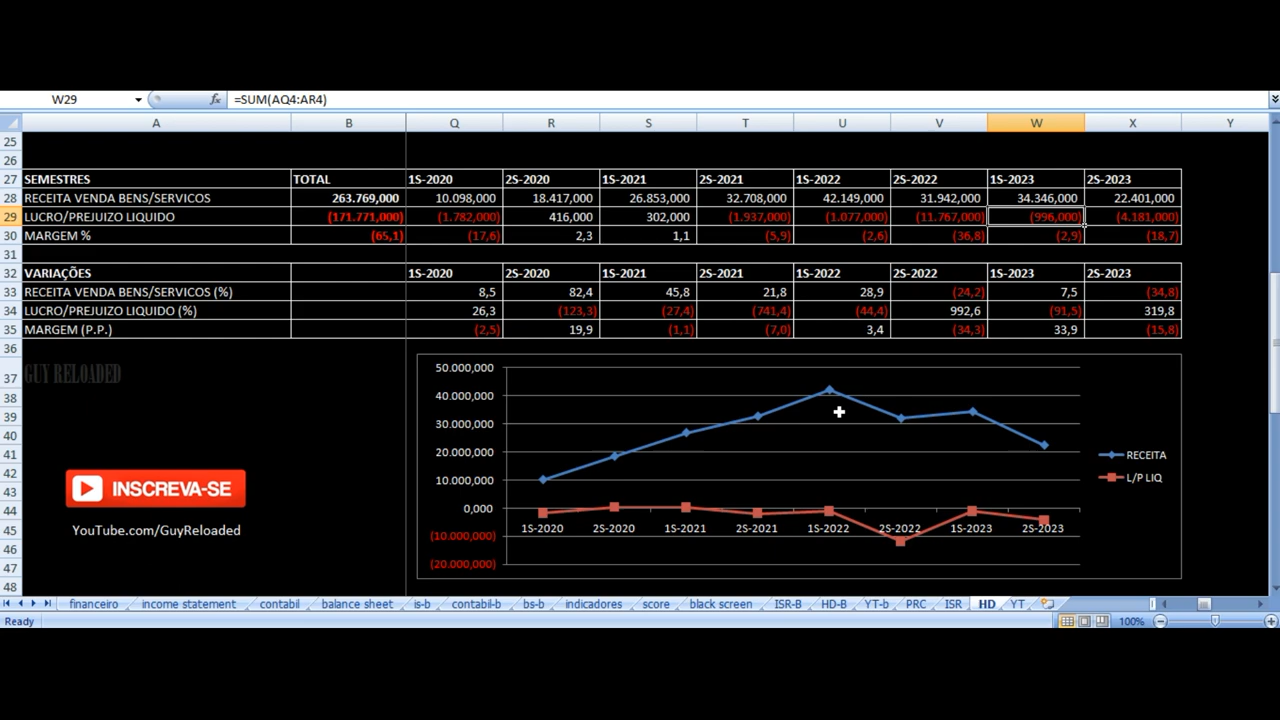 W29 fx =SUM(AQ4:AR4)
A B Q R S T U V W X Y
25
26
27 SEMESTRES TOTAL 1S-2020 2S-2020 1S-2021 2S-2021 1S-2022 2S-2022 1S-2023 2S-2023
28 RECEITA VENDA BENS/SERVICOS 263.769,000 10.098,000 18.417,000 26.853,000 32.708,000 42.149,000 31.942,000 34.346,000 22.401,000
29 LUCRO/PREJUIZO LIQUIDO (171.771,000) (1.782,000) 416,000 302,000 (1.937,000) (1.077,000) (11.767,000) (996,000) (4.181,000)
30 MARGEM % (65,1) (17,6) 2,3 1,1 (5,9) (2,6) (36,8) (2,9) (18,7)
31
32 VARIAÇÕES 1S-2020 2S-2020 1S-2021 2S-2021 1S-2022 2S-2022 1S-2023 2S-2023
33 RECEITA VENDA BENS/SERVICOS (%) 8,5 82,4 45,8 21,8 28,9 (24,2) 7,5 (34,8)
34 LUCRO/PREJUIZO LIQUIDO (%) 26,3 (123,3) (27,4) (741,4) (44,4) 992,6 (91,5) 319,8
35 MARGEM (P.P.) (2,5) 19,9 (1,1) (7,0) 3,4 (34,3) 33,9 (15,8)
36
37 GUY RELOADED
38
39
40
41
42
43
44
45
46
47
48
50.000,000
40.000,000
30.000,000
20.000,000
10.000,000
0,000
(10.000,000)
(20.000,000)
1S-2020 2S-2020 1S-2021 2S-2021 1S-2022 2S-2022 1S-2023 2S-2023
RECEITA
L/P LIQ
INSCREVA-SE
YouTube.com/GuyReloaded
financeiro income statement contabil balance sheet is-b contabil-b bs-b indicadores score black screen ISR-B HD-B YT-b PRC ISR HD YT
Ready 100%